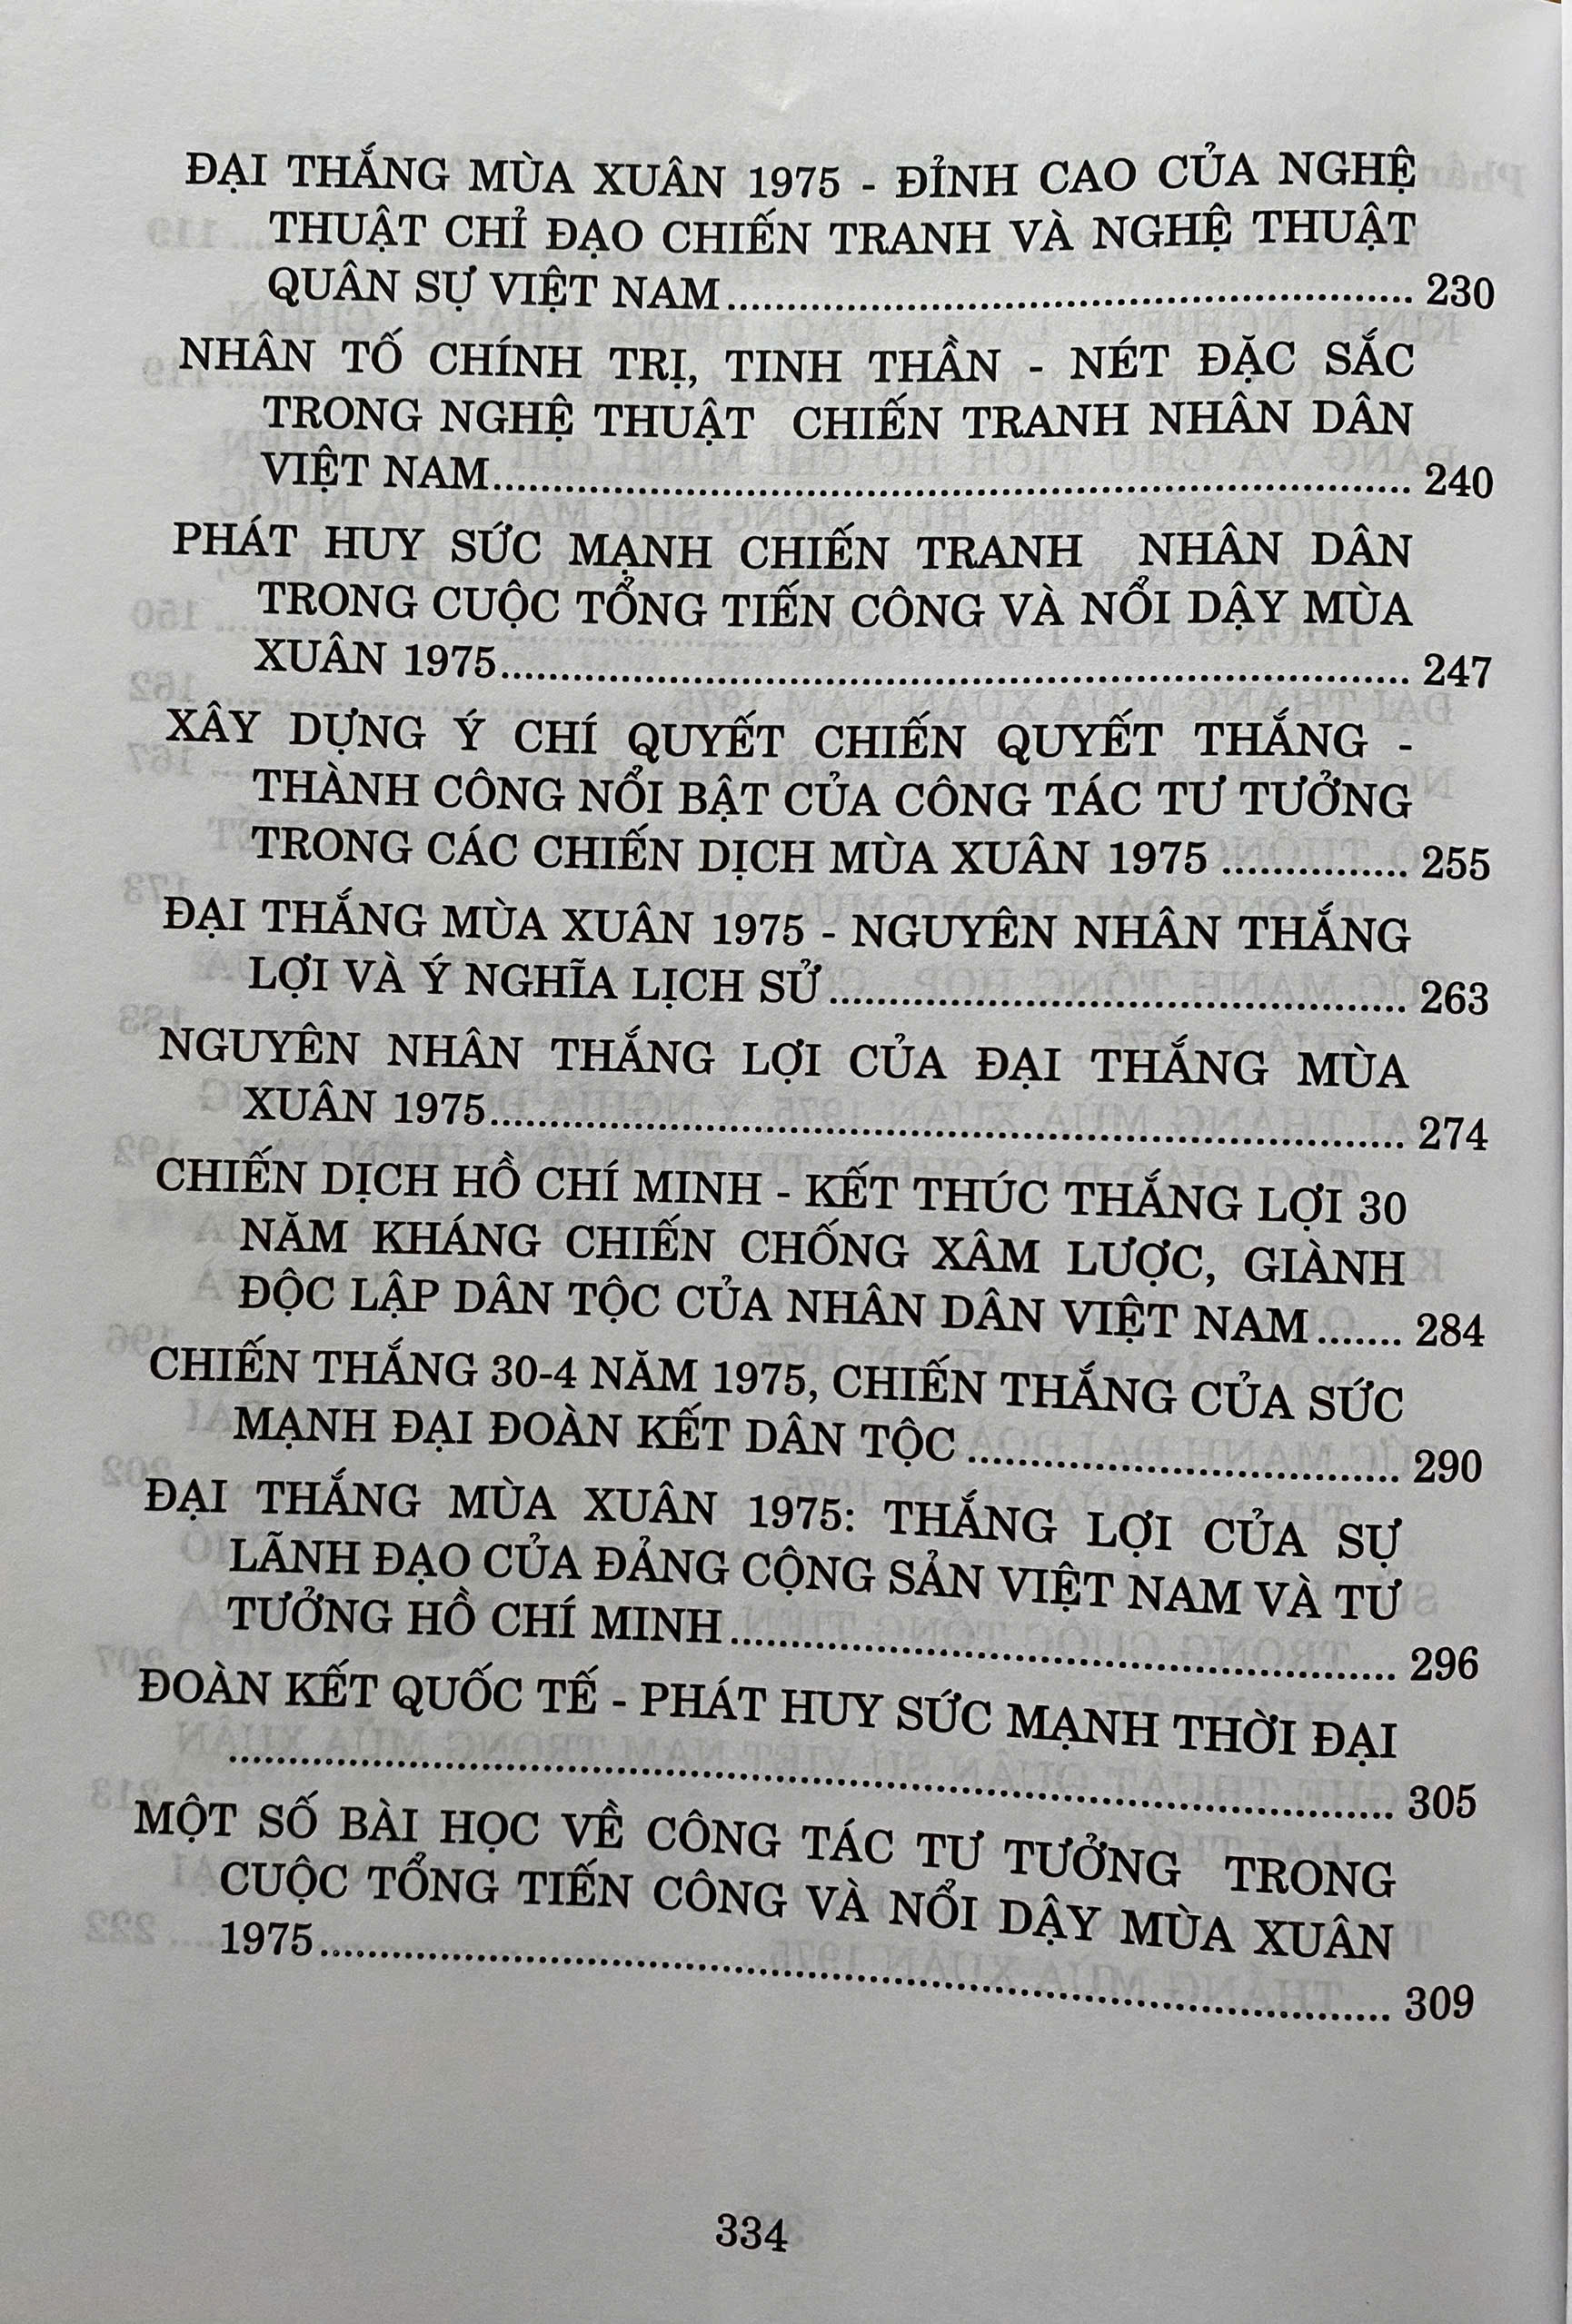 ĐẠI THẮNG MÙA XUÂN 1975 - ĐỈNH CAO CỦA NGHỆ
THUẬT CHỈ ĐẠO CHIẾN TRANH VÀ NGHỆ THUẬT
QUÂN SỰ VIỆT NAM........................................................ 230
NHÂN TỐ CHÍNH TRỊ, TINH THẦN - NÉT ĐẶC SẮC
TRONG NGHỆ THUẬT CHIẾN TRANH NHÂN DÂN
VIỆT NAM........................................................................... 240
PHÁT HUY SỨC MẠNH CHIẾN TRANH NHÂN DÂN
TRONG CUỘC TỔNG TIẾN CÔNG VÀ NỔI DẬY MÙA
XUÂN 1975.......................................................................... 247
XÂY DỰNG Ý CHÍ QUYẾT CHIẾN QUYẾT THẮNG -
THÀNH CÔNG NỔI BẬT CỦA CÔNG TÁC TƯ TƯỞNG
TRONG CÁC CHIẾN DỊCH MÙA XUÂN 1975 ............... 255
ĐẠI THẮNG MÙA XUÂN 1975 - NGUYÊN NHÂN THẮNG
LỢI VÀ Ý NGHĨA LỊCH SỬ............................................... 263
NGUYÊN NHÂN THẮNG LỢI CỦA ĐẠI THẮNG MÙA
XUÂN 1975.......................................................................... 274
CHIẾN DỊCH HỒ CHÍ MINH - KẾT THÚC THẮNG LỢI 30
NĂM KHÁNG CHIẾN CHỐNG XÂM LƯỢC, GIÀNH
ĐỘC LẬP DÂN TỘC CỦA NHÂN DÂN VIỆT NAM....... 284
CHIẾN THẮNG 30-4 NĂM 1975, CHIẾN THẮNG CỦA SỨC
MẠNH ĐẠI ĐOÀN KẾT DÂN TỘC ................................... 290
ĐẠI THẮNG MÙA XUÂN 1975: THẮNG LỢI CỦA SỰ
LÃNH ĐẠO CỦA ĐẢNG CỘNG SẢN VIỆT NAM VÀ TƯ
TƯỞNG HỒ CHÍ MINH...................................................... 296
ĐOÀN KẾT QUỐC TẾ - PHÁT HUY SỨC MẠNH THỜI ĐẠI
............................................................................................... 305
MỘT SỐ BÀI HỌC VỀ CÔNG TÁC TƯ TƯỞNG TRONG
CUỘC TỔNG TIẾN CÔNG VÀ NỔI DẬY MÙA XUÂN
1975....................................................................................... 309
334